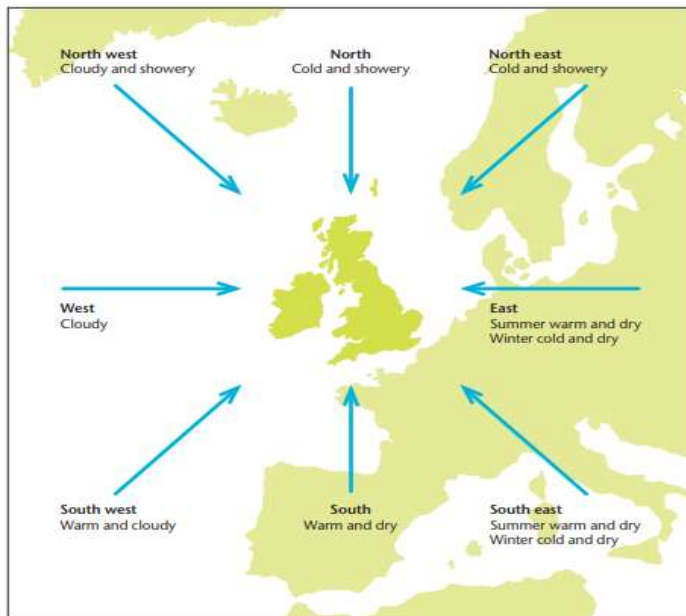 North west
Cloudy and showery
North
Cold and showery
North east
Cold and showery
West
Cloudy
East
Summer warm and dry
Winter cold and dry
South west
Warm and cloudy
South
Warm and dry
South east
Summer warm and dry
Winter cold and dry